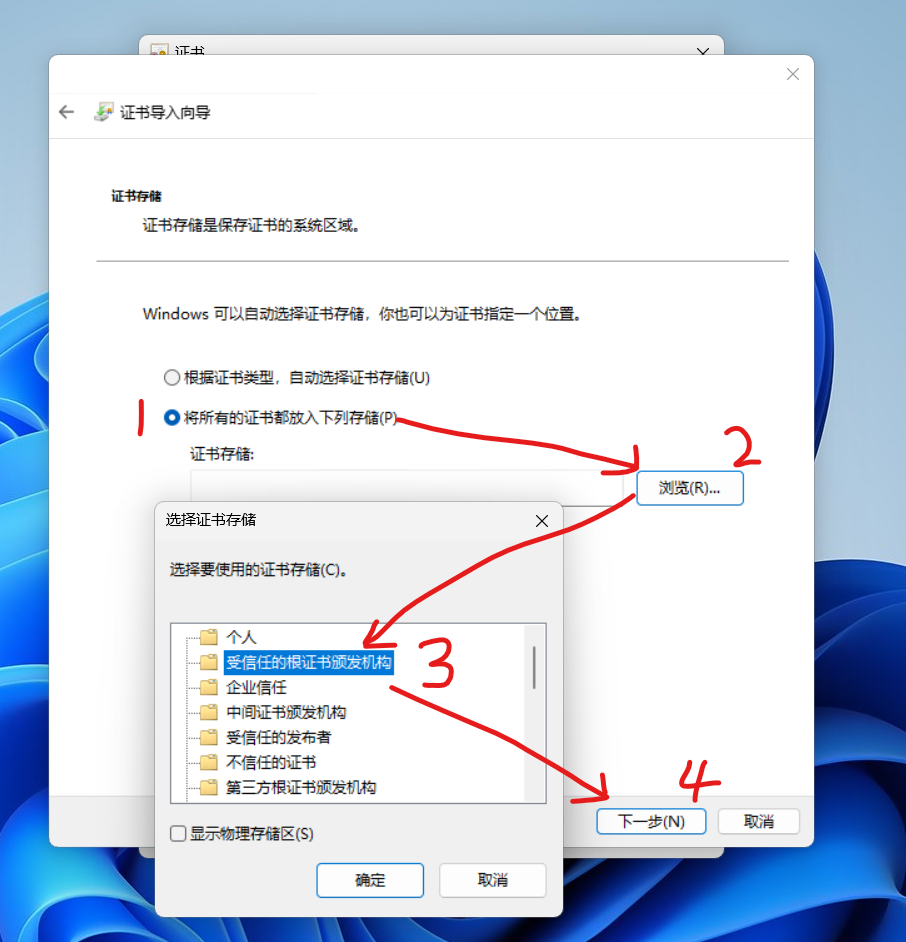 证书
证书导入向导
证书存储
证书存储是保存证书的系统区域。
Windows 可以自动选择证书存储，你也可以为证书指定一个位置。
根据证书类型，自动选择证书存储(U)
1
将所有的证书都放入下列存储(P)
证书存储:
2
浏览(R)...
选择证书存储
选择要使用的证书存储(C)。
个人
受信任的根证书颁发机构
3
企业信任
中间证书颁发机构
受信任的发布者
不信任的证书
第三方根证书颁发机构
显示物理存储区(S)
确定
取消
4
下一步(N)
取消